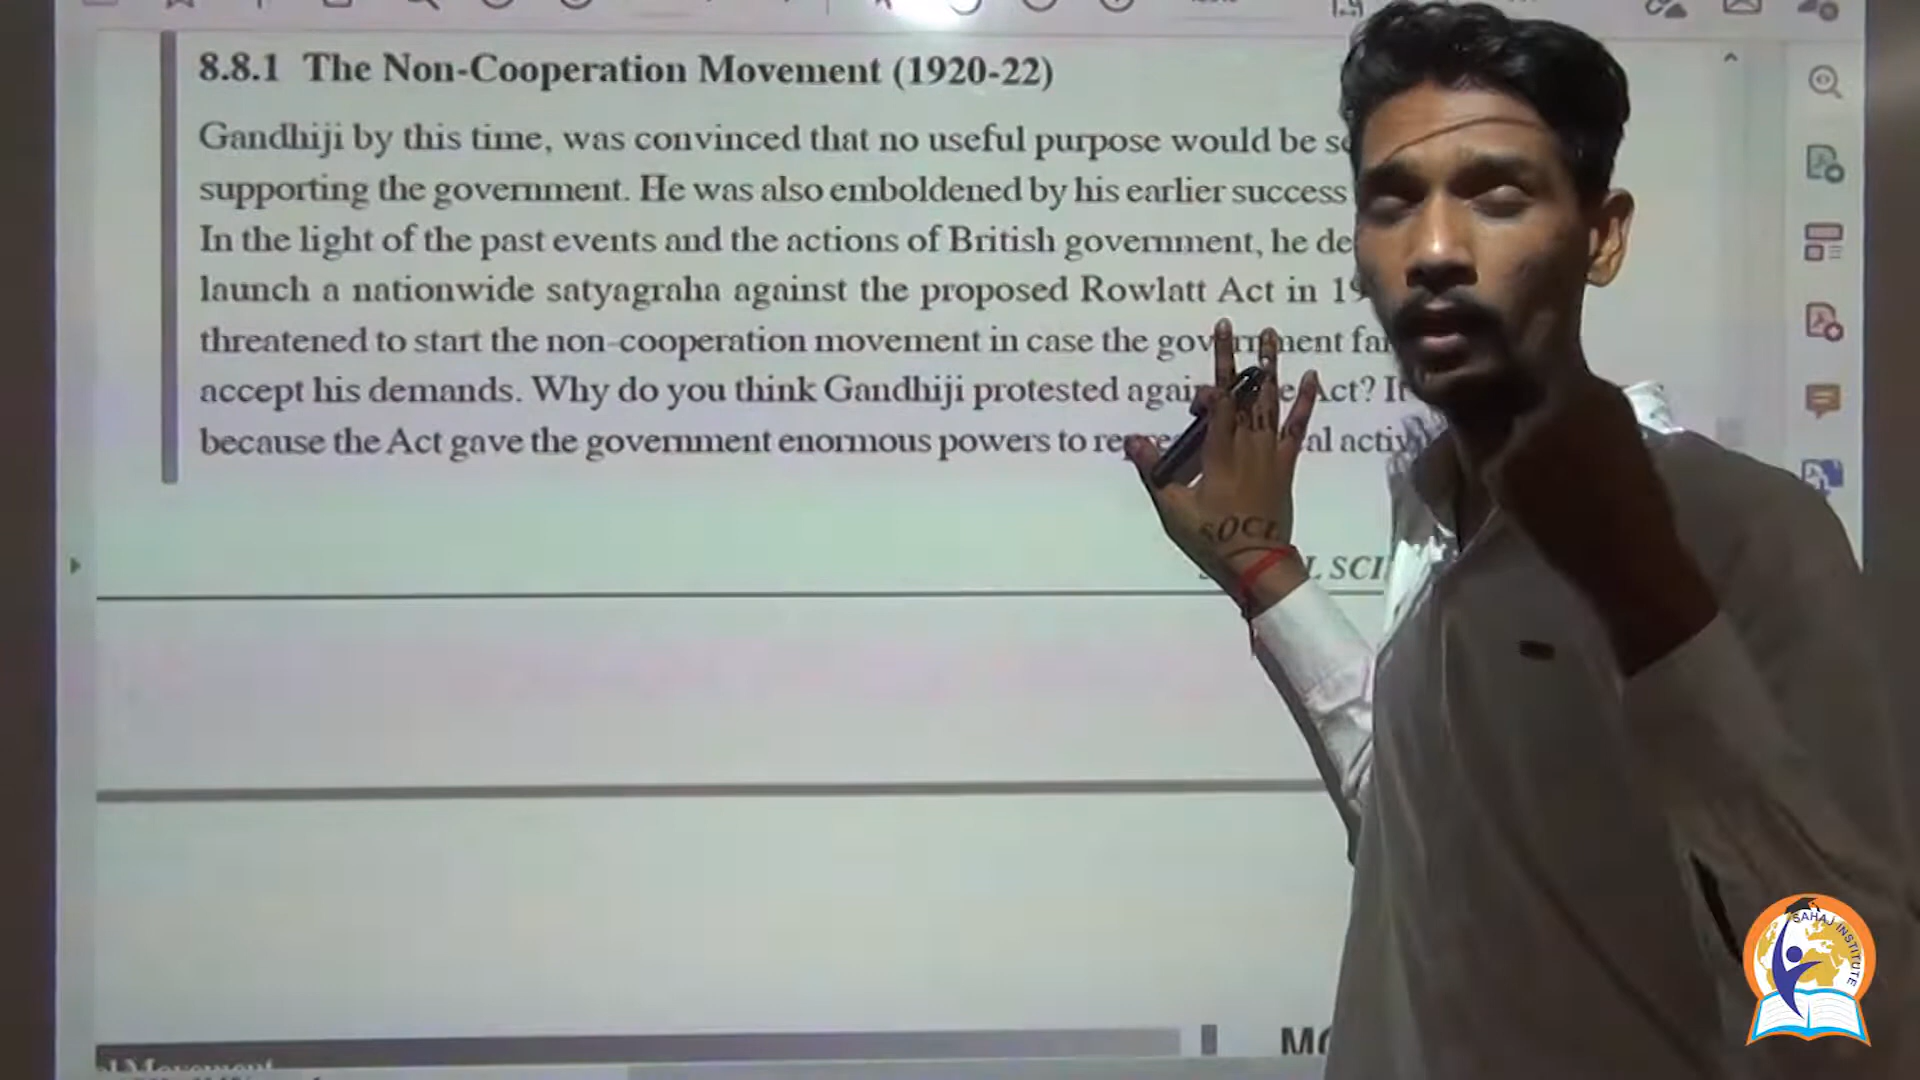 8.8.1 The Non-Cooperation Movement (1920-22)
Gandhiji by this time, was convinced that no useful purpose would be
supporting the government. He was also emboldened by his earlier success
In the light of the past events and the actions of British government, he
launch a nationwide satyagraha against the proposed Rowlatt Act in
threatened to start the non-cooperation movement in case the government
accept his demands. Why do you think Gandhiji protested Act?
because the Act gave the government enormous powers to
SAHAJ INSTITUTE